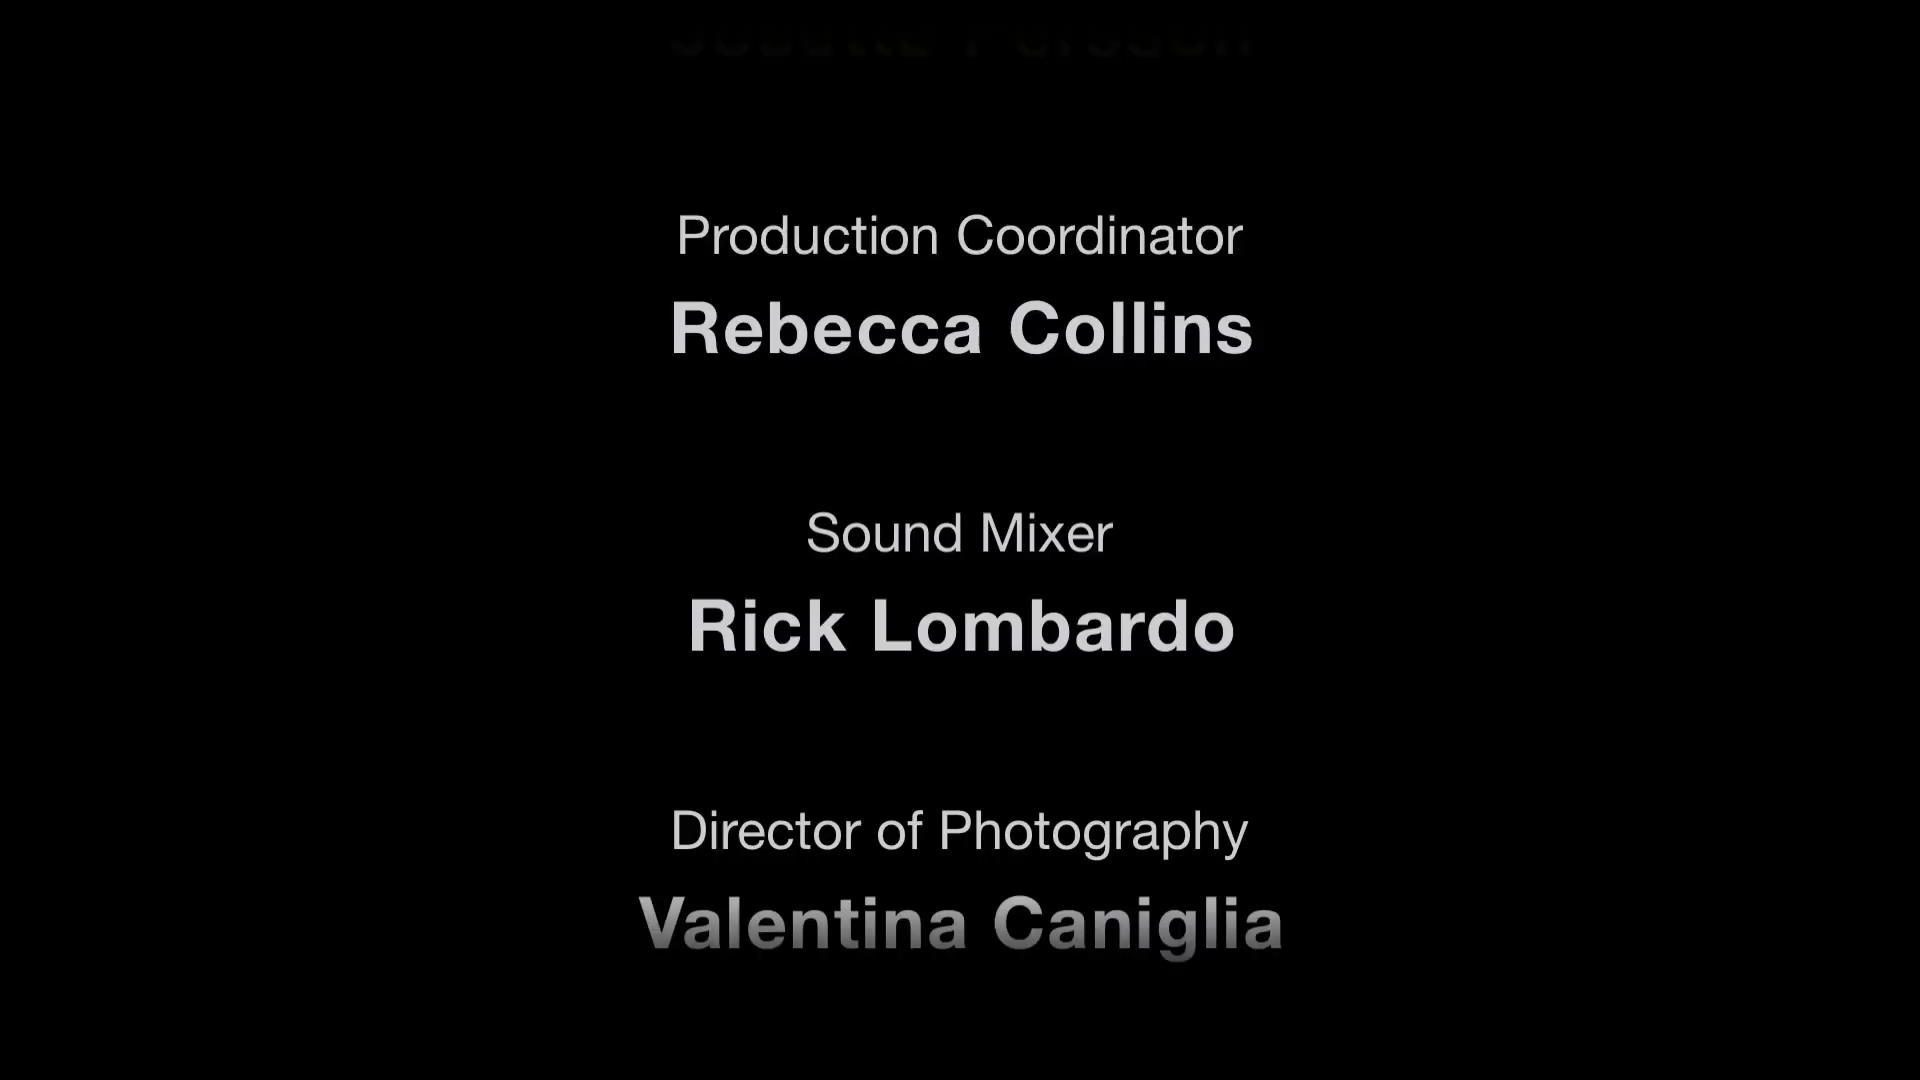 Production Coordinator
Rebecca Collins
Sound Mixer
Rick Lombardo
Director of Photography
Valentina Caniglia